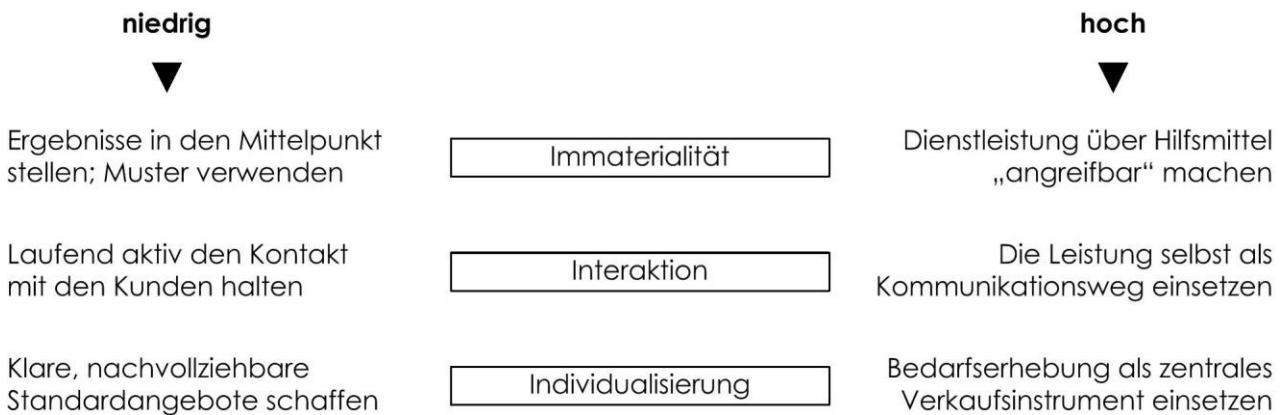 niedrig
hoch
Ergebnisse in den Mittelpunkt
stellen; Muster verwenden
Immaterialität
Dienstleistung über Hilfsmittel
„angreifbar“ machen
Laufend aktiv den Kontakt
mit den Kunden halten
Interaktion
Die Leistung selbst als
Kommunikationsweg einsetzen
Klare, nachvollziehbare
Standardangebote schaffen
Individualisierung
Bedarfserhebung als zentrales
Verkaufsinstrument einsetzen